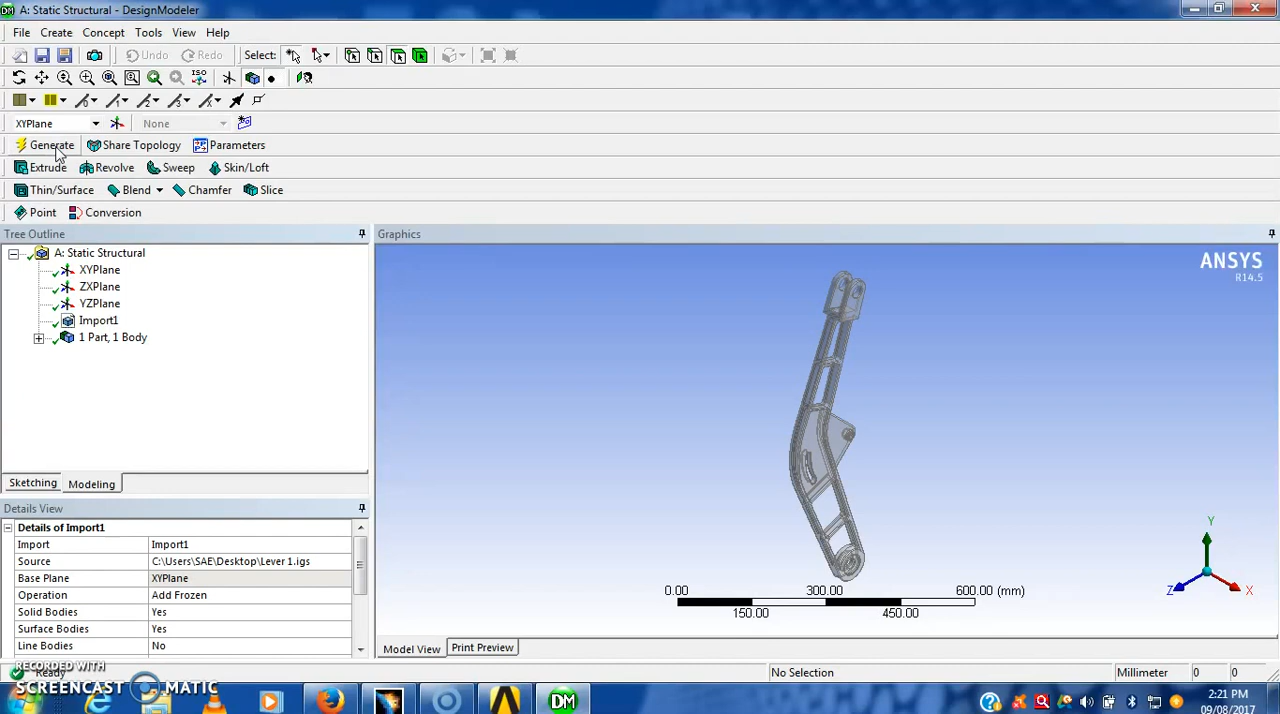 A: Static Structural - DesignModeler
File Create Concept Tools View Help
Undo Redo Select:
ISO
XYPlane None
Generate Share Topology Parameters
Extrude Revolve Sweep Skin/Loft
Thin/Surface Blend Chamfer Slice
Point Conversion
Tree Outline
A: Static Structural
XYPlane
ZXPlane
YZPlane
Import1
1 Part, 1 Body
Sketching Modeling
Details View
Details of Import1
Import Import1
Source C:\Users\SAE\Desktop\Lever 1.igs
Base Plane XYPlane
Operation Add Frozen
Solid Bodies Yes
Surface Bodies Yes
Line Bodies No
Graphics
ANSYS
R14.5
0.00 300.00 600.00 (mm)
150.00 450.00
Y
Z X
Model View Print Preview
Ready No Selection Millimeter 0 0
RECORDED WITH
SCREENCAST MATIC
DM
2:21 PM
09/08/2017